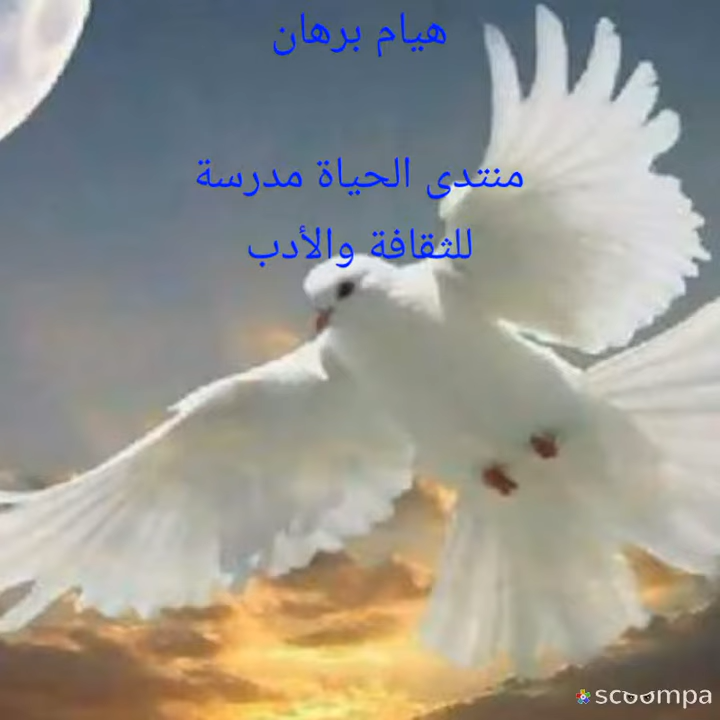 هيام برهان
منتدى الحياة مدرسة
للثقافة والأدب
scoompa